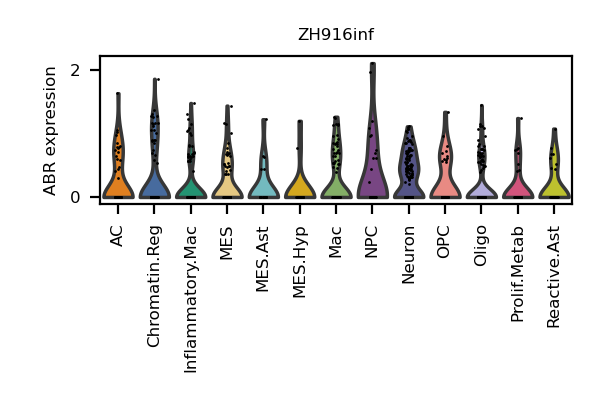 ZH916inf
ABR expression
2
0
AC
Chromatin.Reg
Inflammatory.Mac
MES
MES.Ast
MES.Hyp
Mac
NPC
Neuron
OPC
Oligo
Prolif.Metab
Reactive.Ast